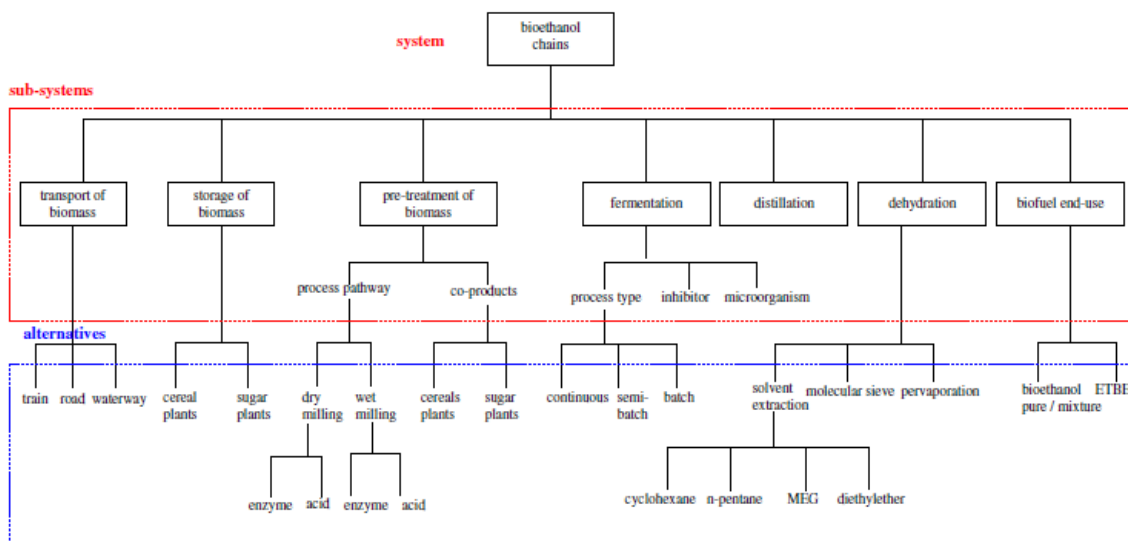 bioethanol
chains
system
sub-systems
transport of
biomass
storage of
biomass
pre-treatment
of biomass
fermentation
distillation
dehydration
biofuel end-use
process pathway
co-products
process type
inhibitor
microorganism
alternatives
train
road
waterway
cereal
plants
sugar
plants
dry
milling
wet
milling
cereals
plants
sugar
plants
continuous
semi-
batch
batch
solvent
extraction
molecular sieve
pervaporation
bioethanol
pure / mixture
ETBE
enzyme
acid
enzyme
acid
cyclohexane
n-pentane
MEG
diethylether